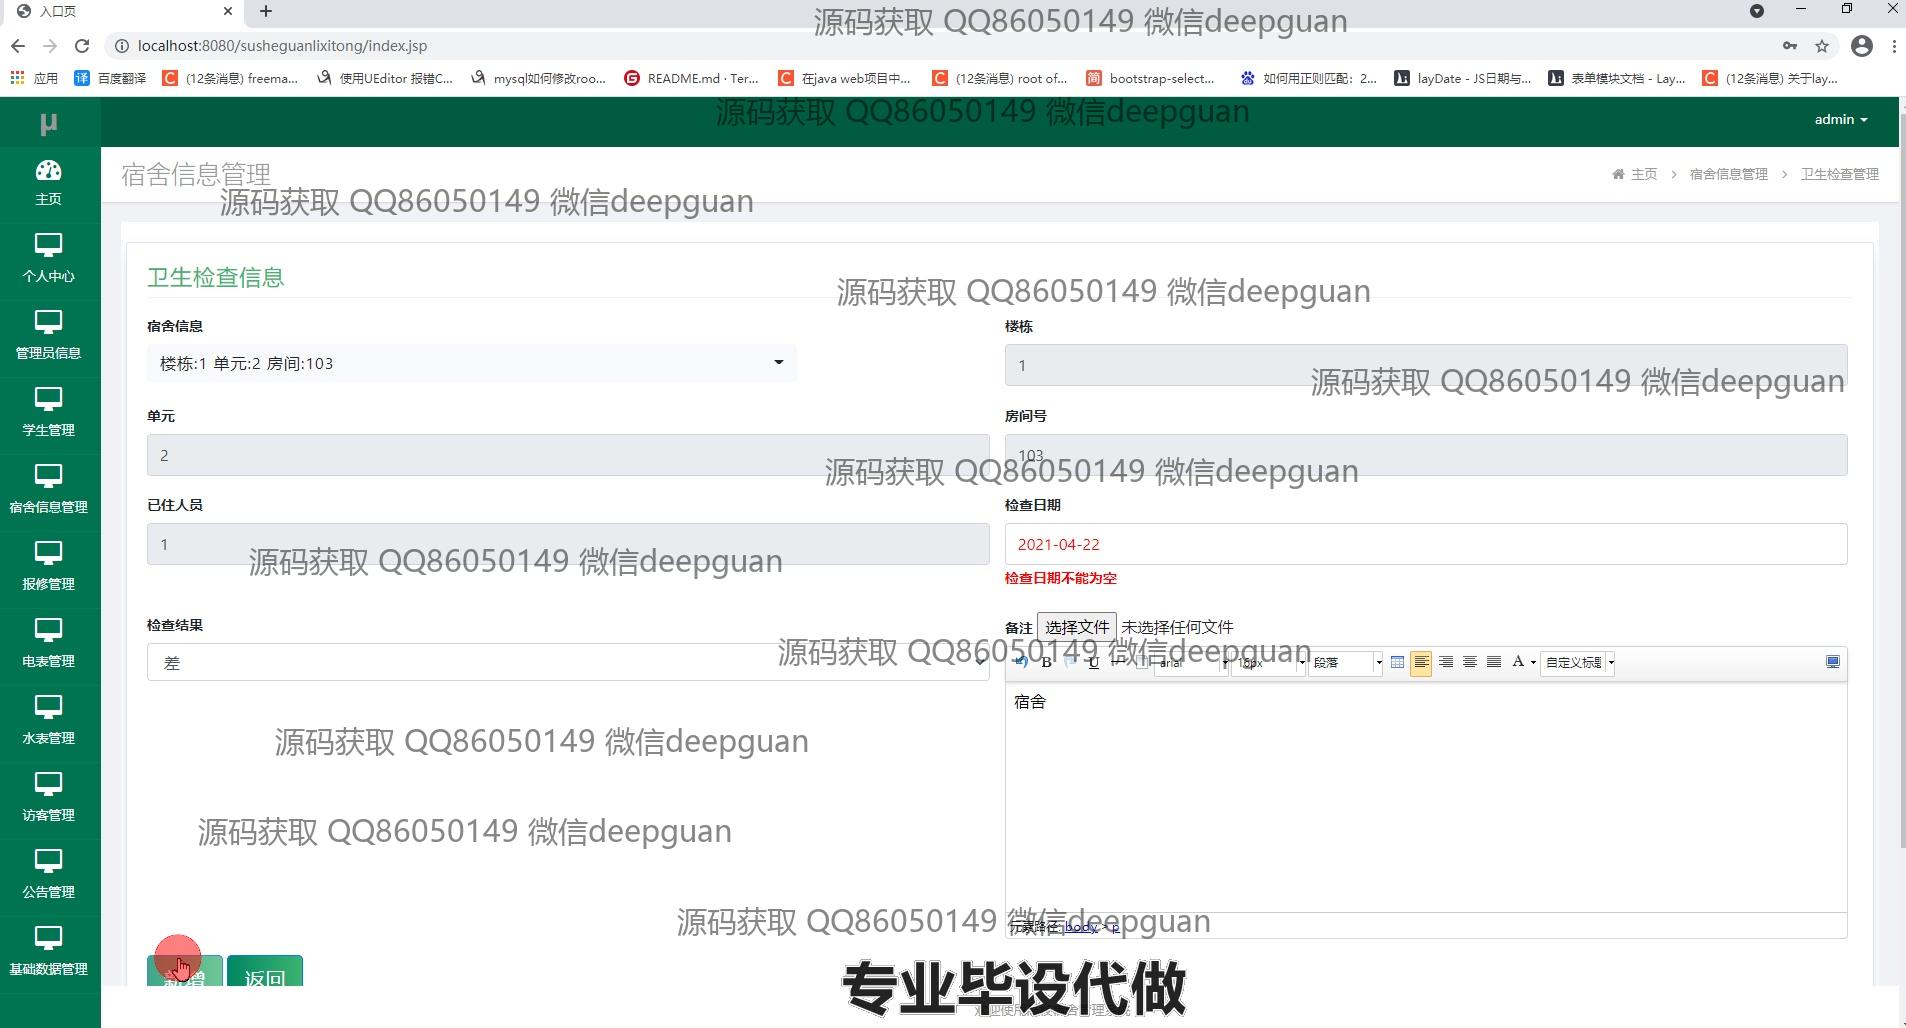 入口页
源码获取 QQ86050149 微信deepguan
localhost:8080/susheguanlixitong/index.jsp
应用
百度翻译
(12条消息) freema...
使用UEditor 报错C...
mysql如何修改roo...
README.md · Ter...
在java web项目中...
(12条消息) root of...
bootstrap-select...
如何用正则匹配：2...
layDate - JS日期与...
表单模块文档 - Lay...
(12条消息) 关于lay...
μ
源码获取 QQ86050149 微信deepguan
admin
主页
宿舍信息管理
主页 > 宿舍信息管理 > 卫生检查管理
源码获取 QQ86050149 微信deepguan
个人中心
卫生检查信息
源码获取 QQ86050149 微信deepguan
宿舍信息
楼栋
管理员信息
楼栋:1 单元:2 房间:103
1
源码获取 QQ86050149 微信deepguan
单元
房间号
学生管理
2
103
源码获取 QQ86050149 微信deepguan
已住人员
检查日期
宿舍信息管理
1
2021-04-22
源码获取 QQ86050149 微信deepguan
检查日期不能为空
报修管理
检查结果
备注 选择文件 未选择任何文件
源码获取 QQ86050149 微信deepguan
电表管理
差
B U arial 16px 段落 A 自定义标题
宿舍
水表管理
源码获取 QQ86050149 微信deepguan
访客管理
源码获取 QQ86050149 微信deepguan
公告管理
源码获取 QQ86050149 微信deepguan
元素路径: body > p
基础数据管理
新增
返回
专业毕设代做